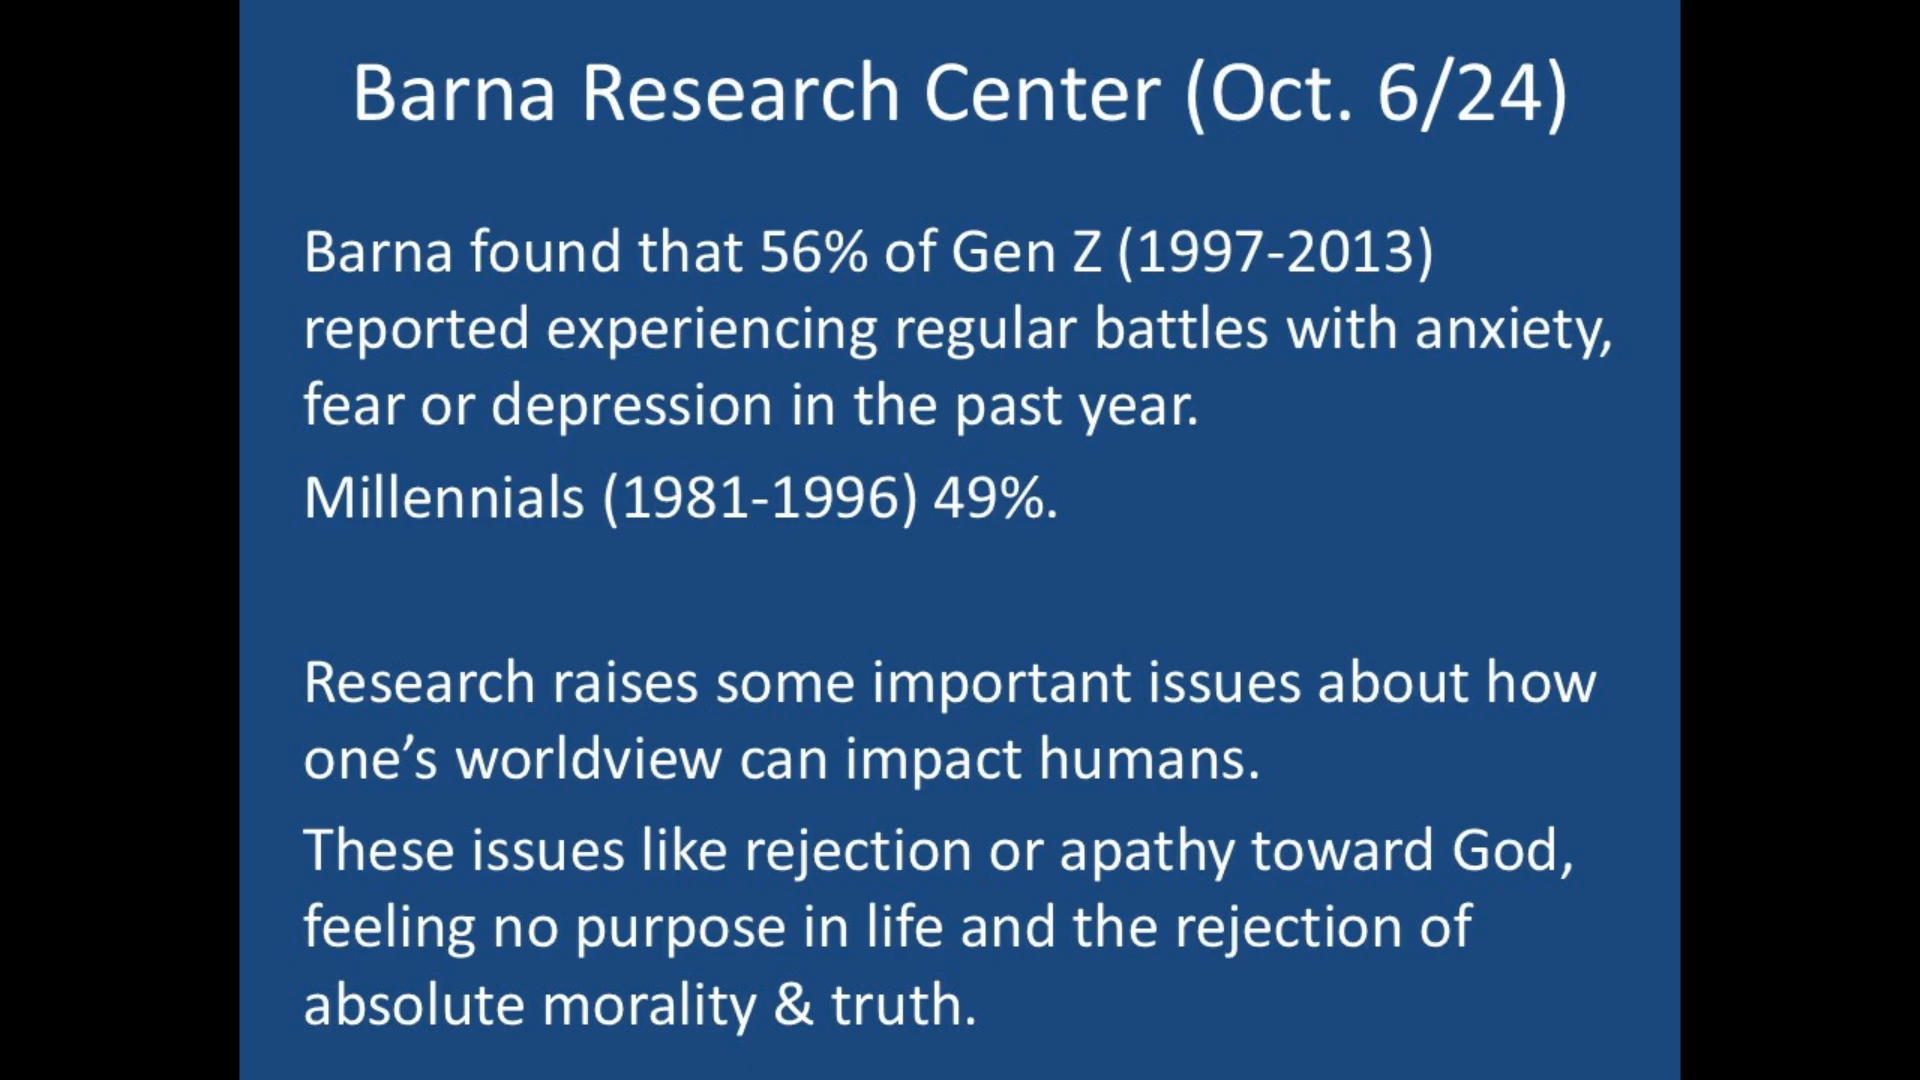 Barna Research Center (Oct. 6/24)
Barna found that 56% of Gen Z (1997-2013)
reported experiencing regular battles with anxiety,
fear or depression in the past year.
Millennials (1981-1996) 49%.
Research raises some important issues about how
one’s worldview can impact humans.
These issues like rejection or apathy toward God,
feeling no purpose in life and the rejection of
absolute morality & truth.